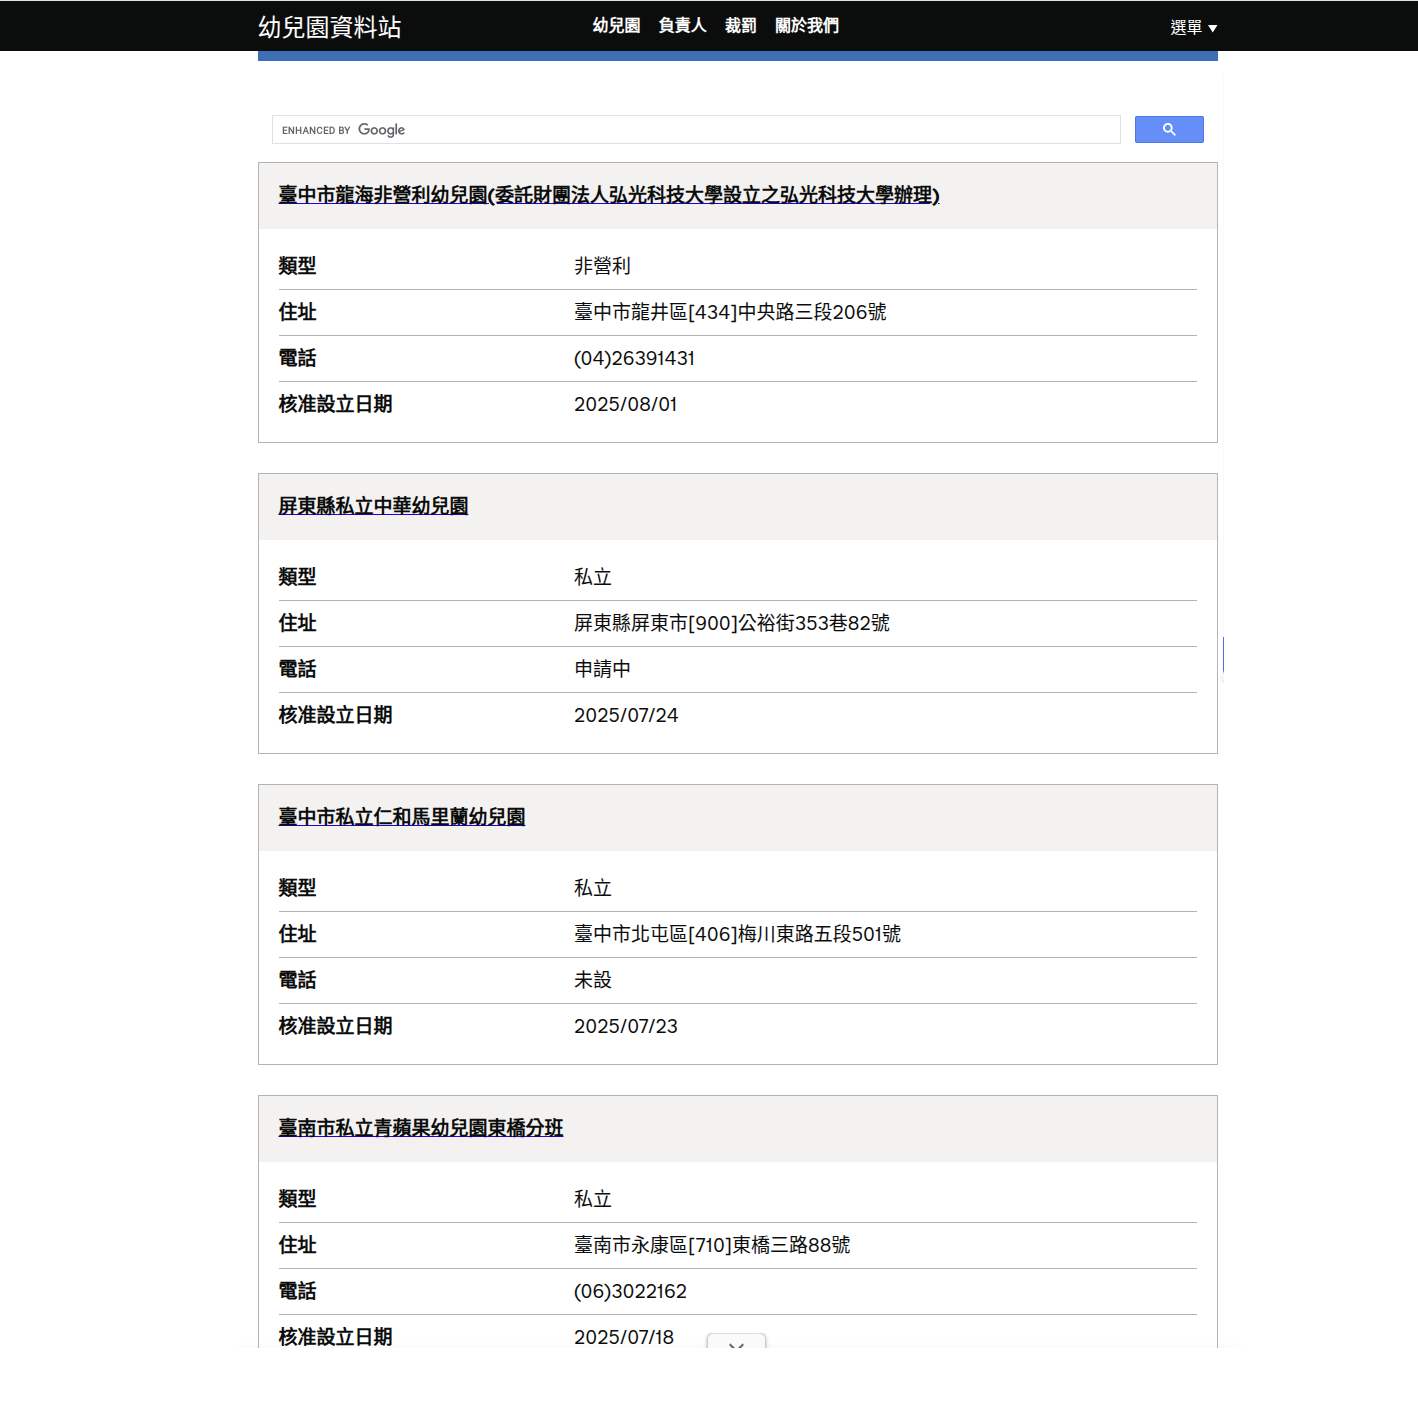 幼兒園資料站 幼兒園 負責人 裁罰 關於我們 選單
ENHANCED BY Google
臺中市龍海非營利幼兒園(委託財團法人弘光科技大學設立之弘光科技大學辦理)
類型 非營利
住址 臺中市龍井區[434]中央路三段206號
電話 (04)26391431
核准設立日期 2025/08/01
屏東縣私立中華幼兒園
類型 私立
住址 屏東縣屏東市[900]公裕街353巷82號
電話 申請中
核准設立日期 2025/07/24
臺中市私立仁和馬里蘭幼兒園
類型 私立
住址 臺中市北屯區[406]梅川東路五段501號
電話 未設
核准設立日期 2025/07/23
臺南市私立青蘋果幼兒園東橋分班
類型 私立
住址 臺南市永康區[710]東橋三路88號
電話 (06)3022162
核准設立日期 2025/07/18